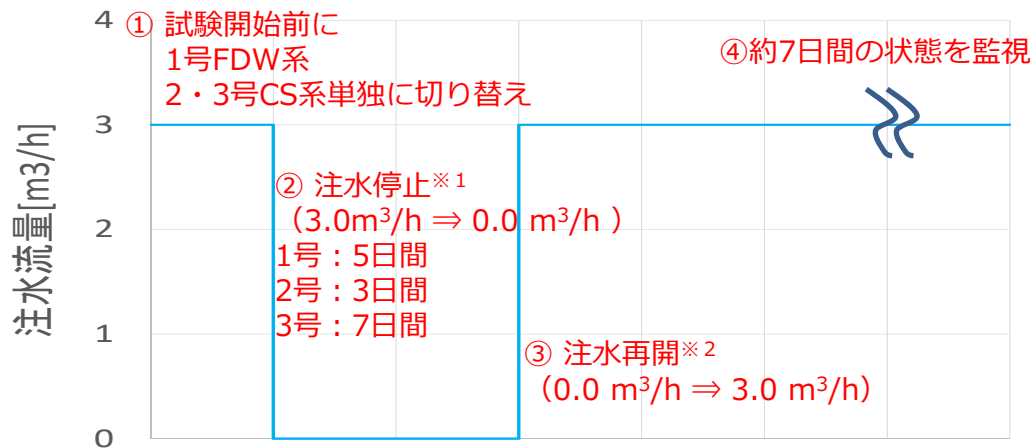 ① 試験開始前に
1号FDW系
2・3号CS系単独に切り替え
④約7日間の状態を監視
② 注水停止※1
（3.0m³/h ⇒ 0.0 m³/h ）
1号：5日間
2号：3日間
3号：7日間
③ 注水再開※2
（0.0 m³/h ⇒ 3.0 m³/h）
注水流量[m3/h]
4
3
2
1
0